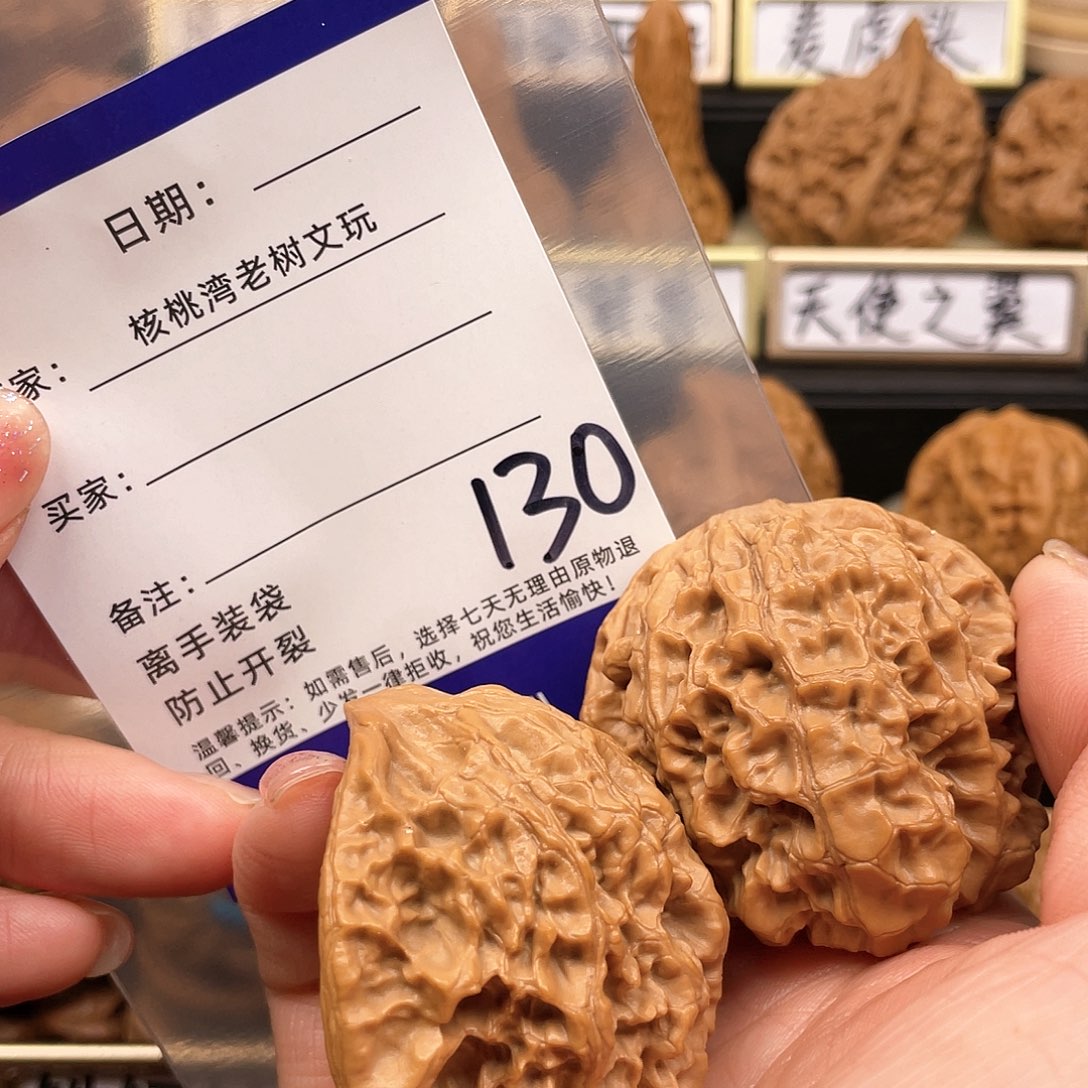 日期：
核桃湾老树文玩
家：
买家：
130
备注：
离手装袋
防止开裂
温馨提示：如需售后，选择七天无理由原物退
回、换货、少发一律拒收，祝您生活愉快！
虎头
天使之翼